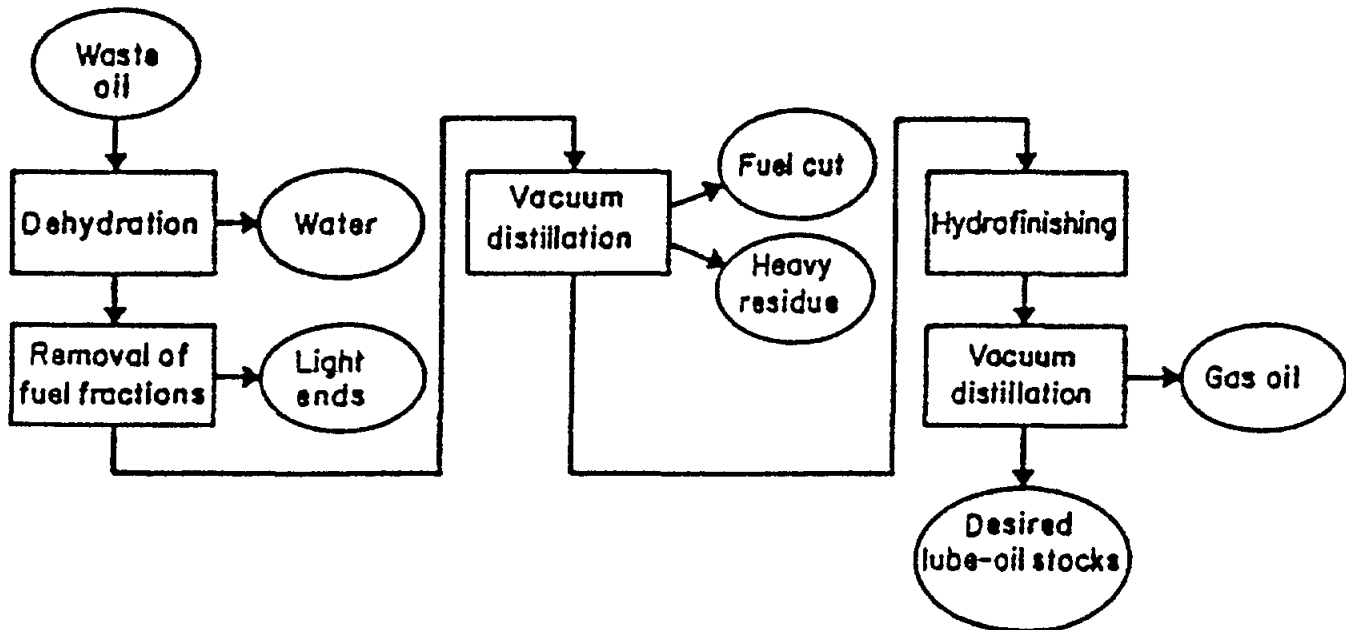 Waste
oil
Dehydration
Water
Removal of
fuel fractions
Light
ends
Vacuum
distillation
Fuel cut
Heavy
residue
Hydrofinishing
Vacuum
distillation
Gas oil
Desired
lube-oil stocks